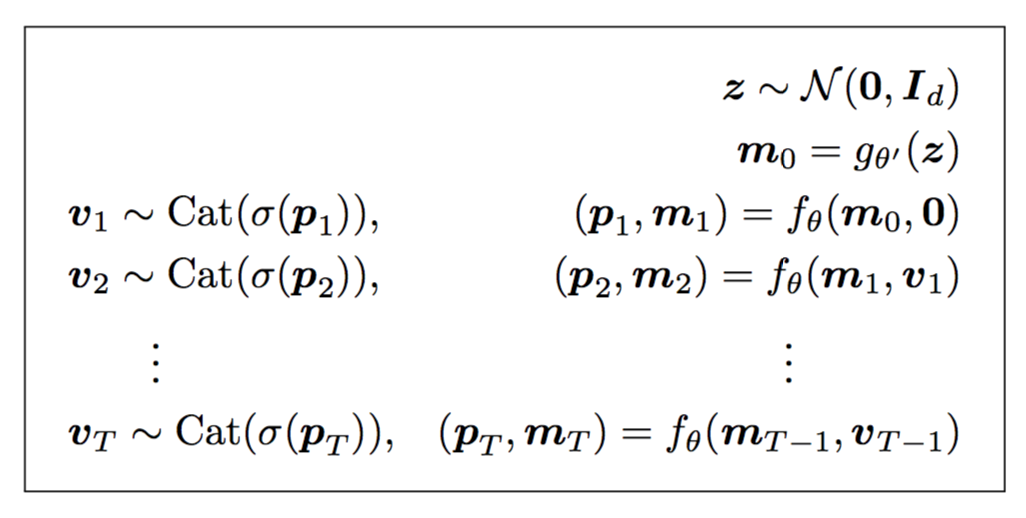 z ∼ 𝒩(0, I_d)
m_0 = g_{θ′}(z)
v_1 ∼ Cat(σ(p_1)), (p_1, m_1) = f_θ(m_0, 0)
v_2 ∼ Cat(σ(p_2)), (p_2, m_2) = f_θ(m_1, v_1)
⋮ ⋮
v_T ∼ Cat(σ(p_T)), (p_T, m_T) = f_θ(m_{T−1}, v_{T−1})